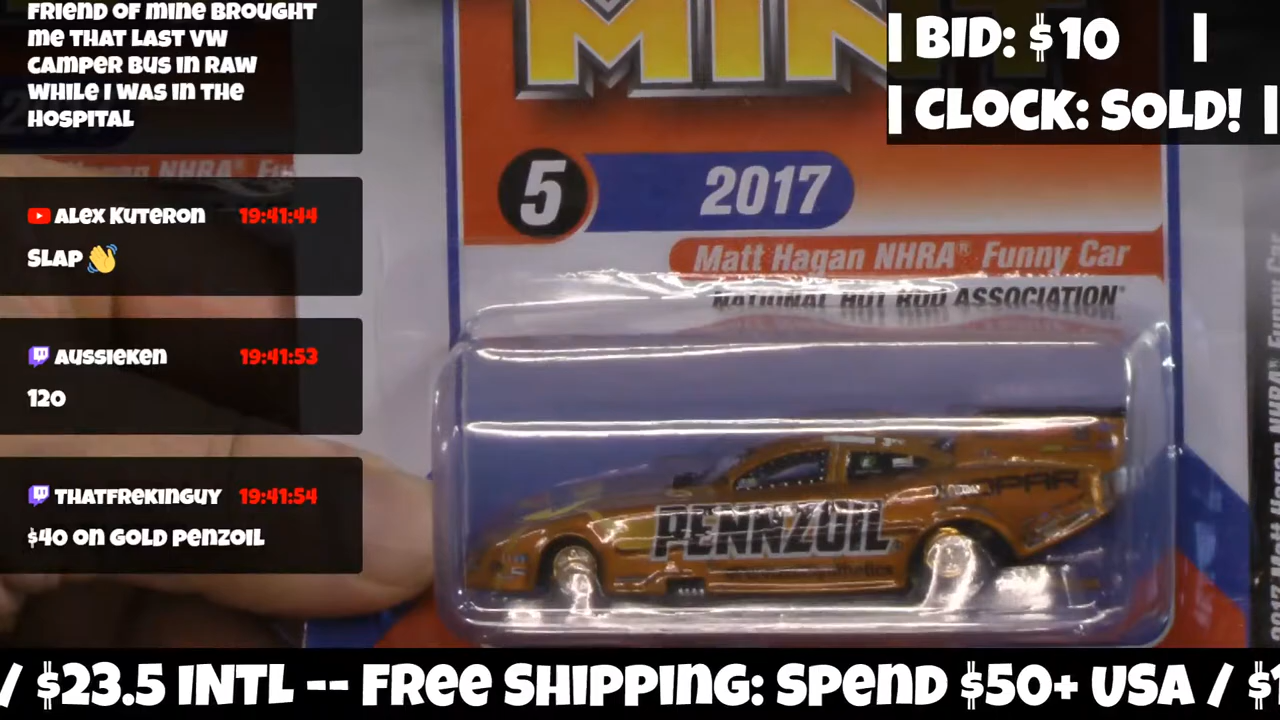 FRIEND OF MINE BROUGHT
ME THAT LAST VW
CAMPER BUS IN RAW
WHILE I WAS IN THE
HOSPITAL
ALEX KUTERON 19:41:44
SLAP 👋
AUSSIEKEN 19:41:53
120
THATFREKINGUY 19:41:54
$40 ON GOLD PENZOIL
MIN
| BID: $10 |
| CLOCK: SOLD! |
5 2017
Matt Hagan NHRA® Funny Car
NATIONAL HOT ROD ASSOCIATION®
PENNZOIL
MOPAR
/ $23.5 INTL -- FREE SHIPPING: SPEND $50+ USA / $1